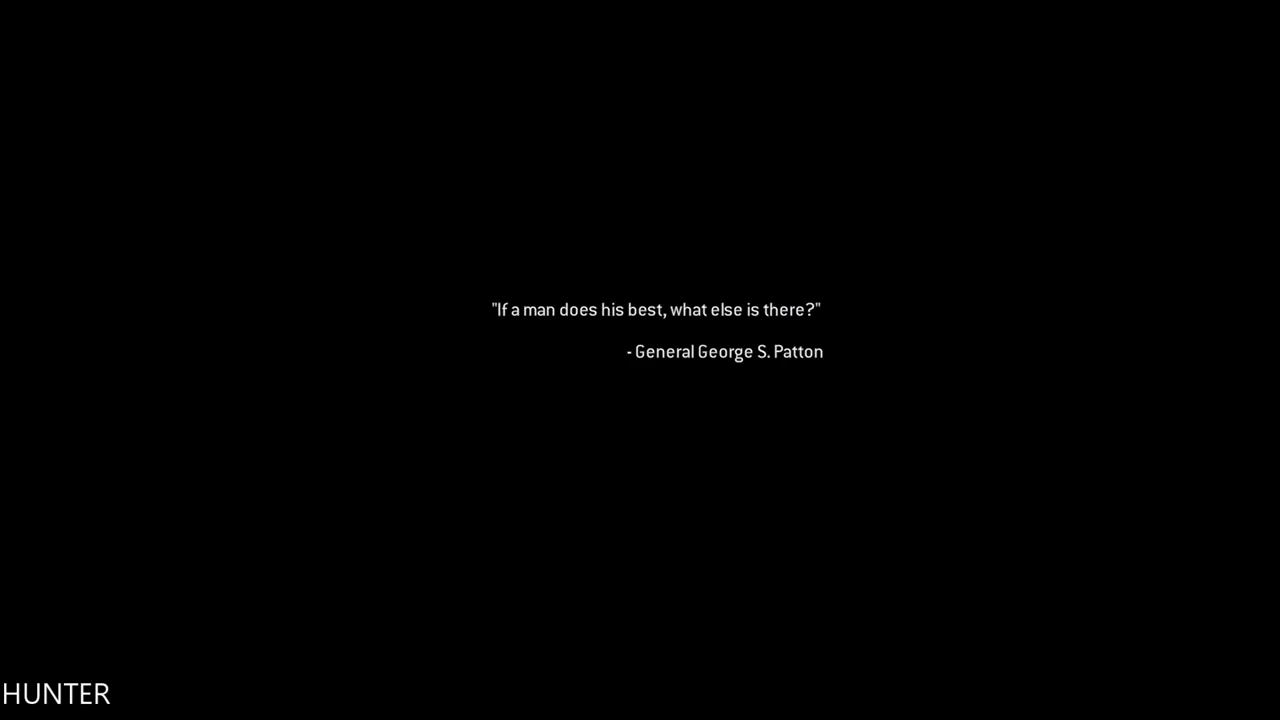 "If a man does his best, what else is there?"
- General George S. Patton
HUNTER